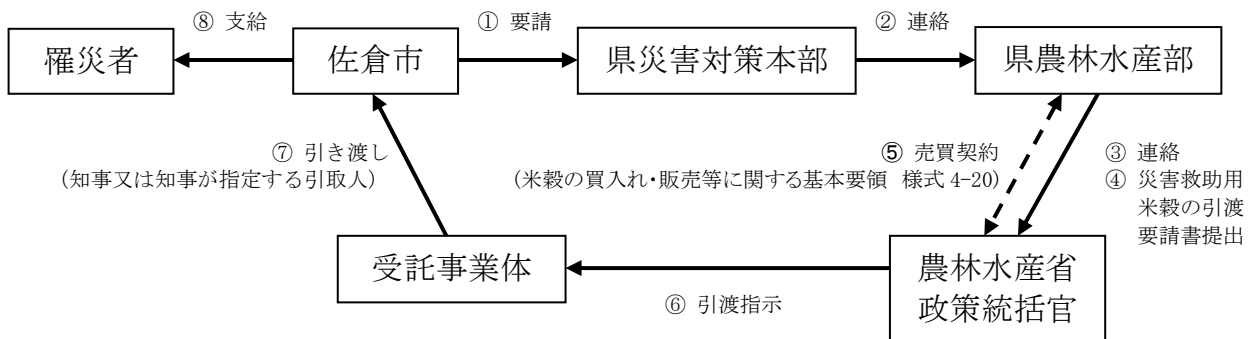 ⑧ 支給
① 要請
② 連絡
罹災者
佐倉市
県災害対策本部
県農林水産部
⑦ 引き渡し
(知事又は知事が指定する引取人)
⑤ 売買契約
(米穀の買入れ・販売等に関する基本要領 様式 4-20)
③ 連絡
④ 災害救助用
米穀の引渡
要請書提出
受託事業体
農林水産省
政策統括官
⑥ 引渡指示